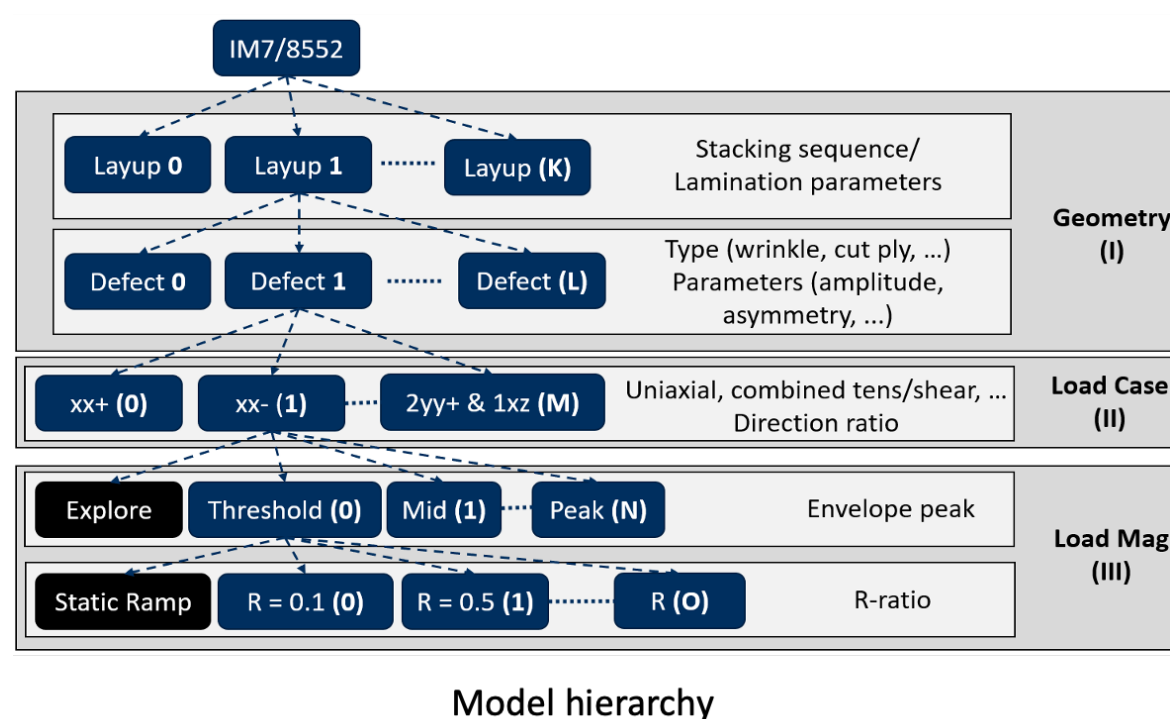 IM7/8552
Layup 0
Layup 1
Layup (K)
Stacking sequence/
Lamination parameters
Geometry
(I)
Defect 0
Defect 1
Defect (L)
Type (wrinkle, cut ply, ...)
Parameters (amplitude,
asymmetry, ...)
xx+ (0)
xx- (1)
2yy+ & 1xz (M)
Uniaxial, combined tens/shear, ...
Direction ratio
Load Case
(II)
Explore
Threshold (0)
Mid (1)
Peak (N)
Envelope peak
Load Mag
(III)
Static Ramp
R = 0.1 (0)
R = 0.5 (1)
R (O)
R-ratio
Model hierarchy